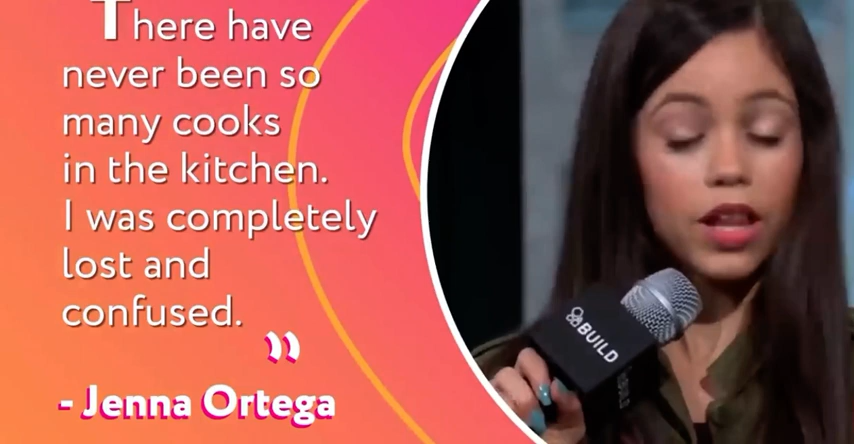 There have
never been so
many cooks
in the kitchen.
I was completely
lost and
confused.
”
- Jenna Ortega
BUILD